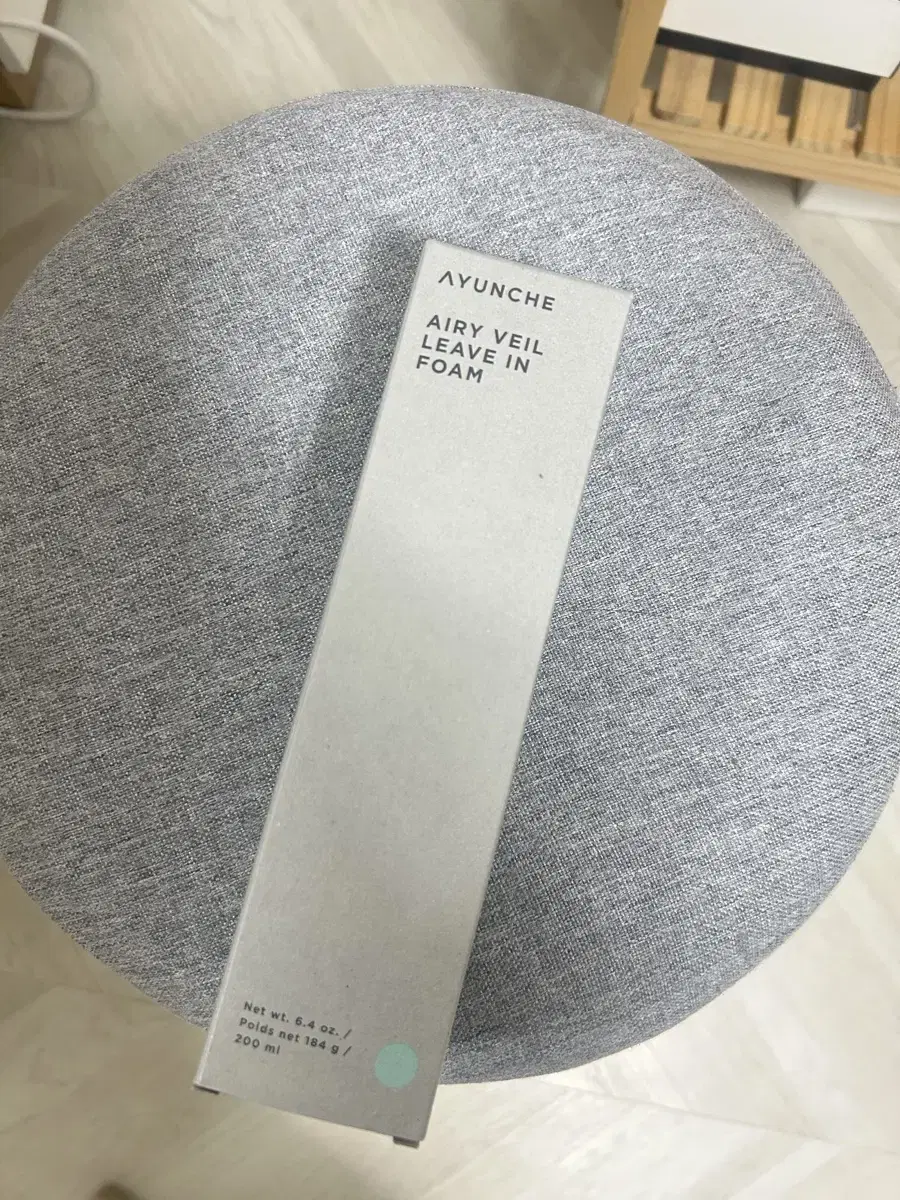 AYUNCHE
AIRY VEIL
LEAVE IN
FOAM
Net wt. 6.4 oz. /
Poids net 184 g /
200 ml